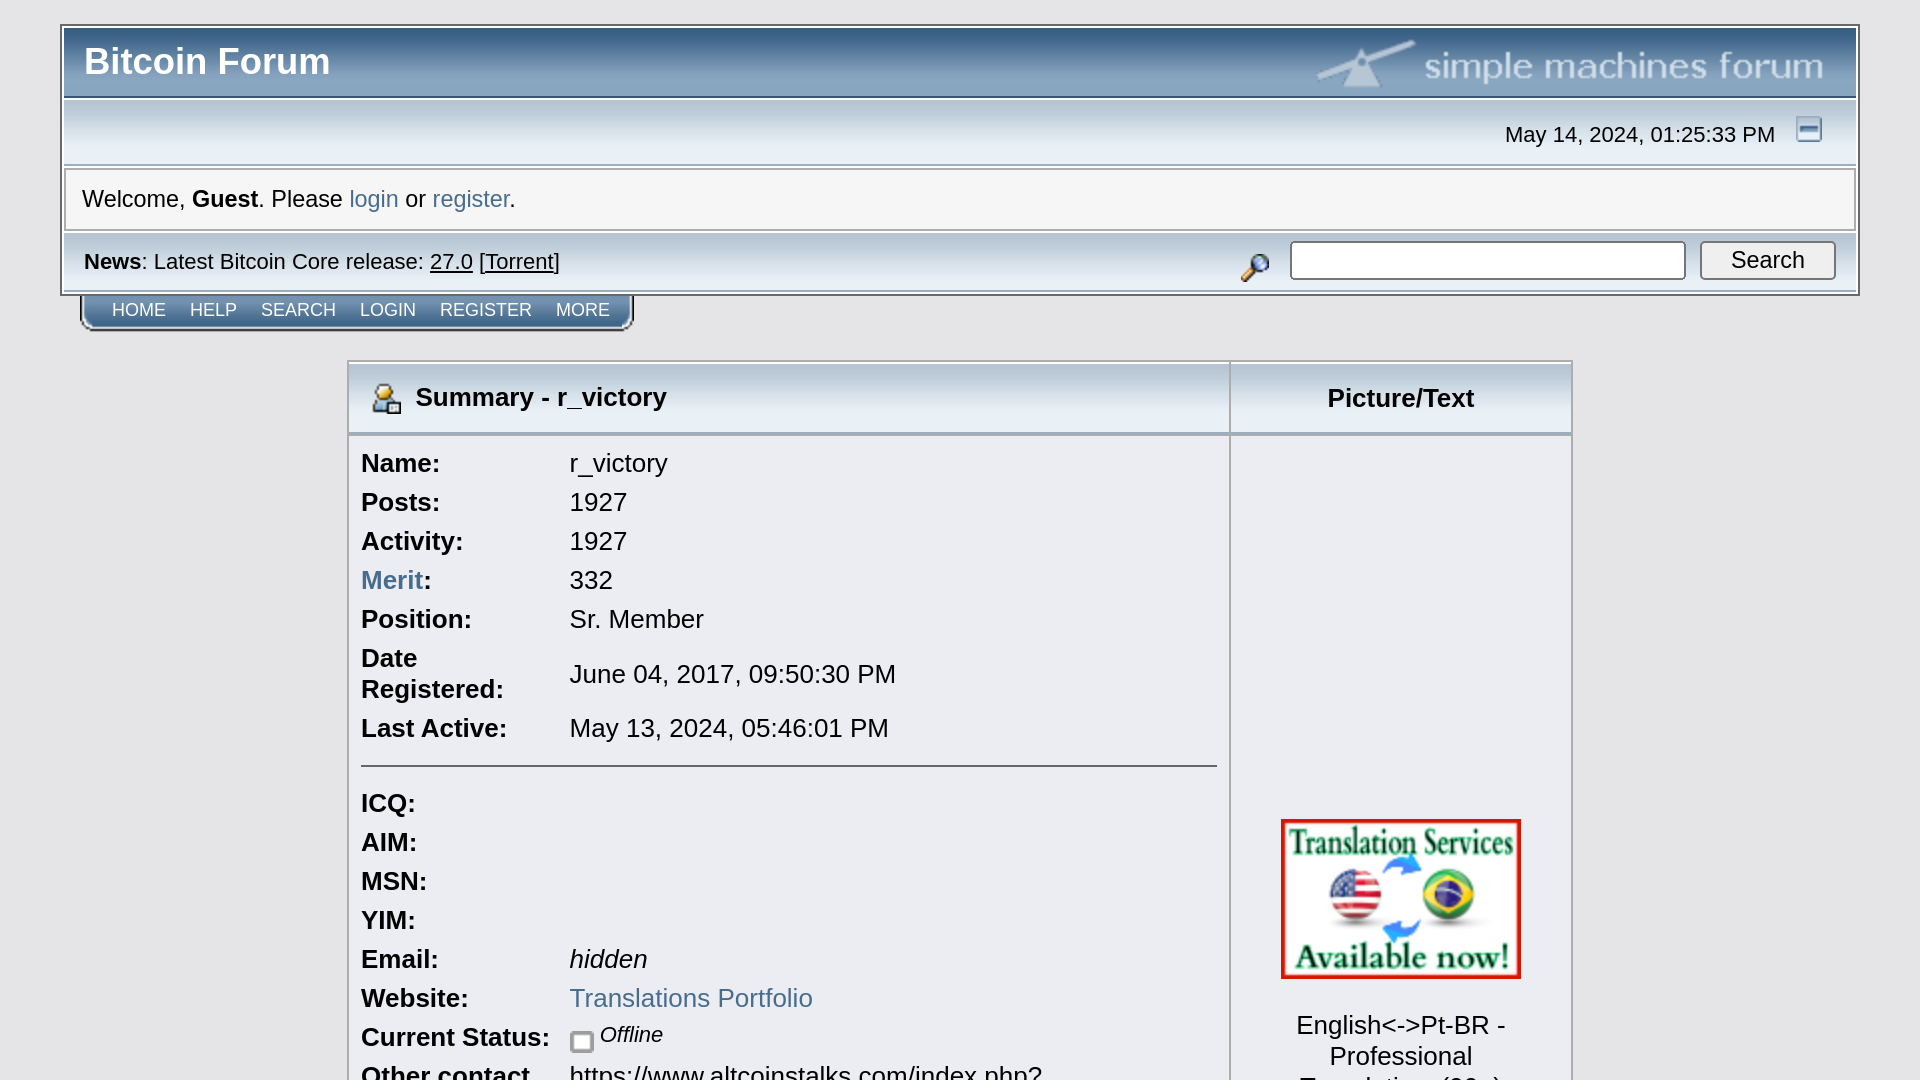 Bitcoin Forum
simple machines forum
May 14, 2024, 01:25:33 PM
Welcome, Guest. Please login or register.
News: Latest Bitcoin Core release: 27.0 [Torrent]
Search
HOME HELP SEARCH LOGIN REGISTER MORE
Summary - r_victory
Picture/Text
Name: r_victory
Posts: 1927
Activity: 1927
Merit: 332
Position: Sr. Member
Date
Registered: June 04, 2017, 09:50:30 PM
Last Active: May 13, 2024, 05:46:01 PM
ICQ:
AIM:
MSN:
YIM:
Email: hidden
Website: Translations Portfolio
Current Status: Offline
Other contact https://www.altcoinstalks.com/index.php?
Translation Services
Available now!
English<->Pt-BR -
Professional